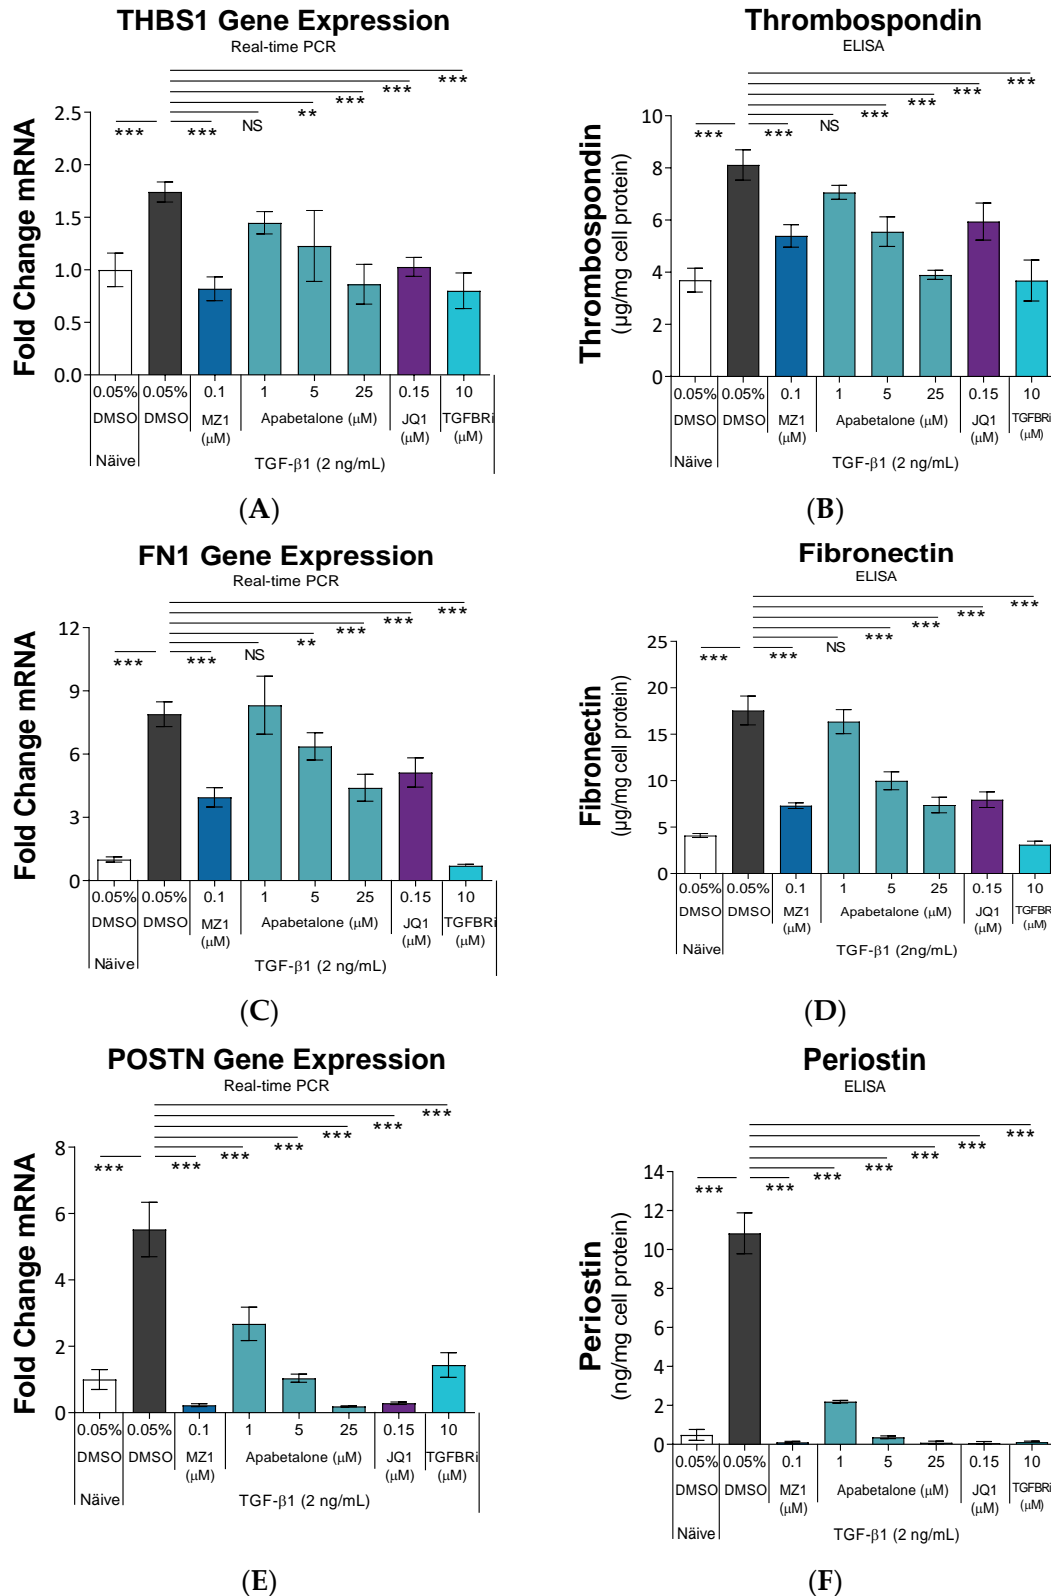 THBS1 Gene Expression
Real-time PCR
***
***
***
**
NS
***
***
Fold Change mRNA
2.5
2.0
1.5
1.0
0.5
0.0
0.05% 0.05% 0.1 1 5 25 0.15 10
DMSO DMSO MZ1 (μM) Apabetalone (μM) JQ1 (μM) TGFBRi (μM)
Näive TGF-β1 (2 ng/mL)
(A)
Thrombospondin
ELISA
***
***
***
***
NS
***
***
Thrombospondin
(μg/mg cell protein)
10
8
6
4
2
0
0.05% 0.05% 0.1 1 5 25 0.15 10
DMSO DMSO MZ1 (μM) Apabetalone (μM) JQ1 (μM) TGFBRi (μM)
Näive TGF-β1 (2 ng/mL)
(B)
FN1 Gene Expression
Real-time PCR
***
***
***
**
NS
***
***
Fold Change mRNA
12
9
6
3
0
0.05% 0.05% 0.1 1 5 25 0.15 10
DMSO DMSO MZ1 (μM) Apabetalone (μM) JQ1 (μM) TGFBRi (μM)
Näive TGF-β1 (2 ng/mL)
(C)
Fibronectin
ELISA
***
***
***
***
NS
***
***
Fibronectin
(μg/mg cell protein)
25
20
15
10
5
0
0.05% 0.05% 0.1 1 5 25 0.15 10
DMSO DMSO MZ1 (μM) Apabetalone (μM) JQ1 (μM) TGFBRi (μM)
Näive TGF-β1 (2ng/mL)
(D)
POSTN Gene Expression
Real-time PCR
***
***
***
***
***
***
***
Fold Change mRNA
8
6
4
2
0
0.05% 0.05% 0.1 1 5 25 0.15 10
DMSO DMSO MZ1 (μM) Apabetalone (μM) JQ1 (μM) TGFBRi (μM)
Näive TGF-β1 (2 ng/mL)
(E)
Periostin
ELISA
***
***
***
***
***
***
***
Periostin
(ng/mg cell protein)
14
12
10
8
6
4
2
0
0.05% 0.05% 0.1 1 5 25 0.15 10
DMSO DMSO MZ1 (μM) Apabetalone (μM) JQ1 (μM) TGFBRi (μM)
Näive TGF-β1 (2 ng/mL)
(F)